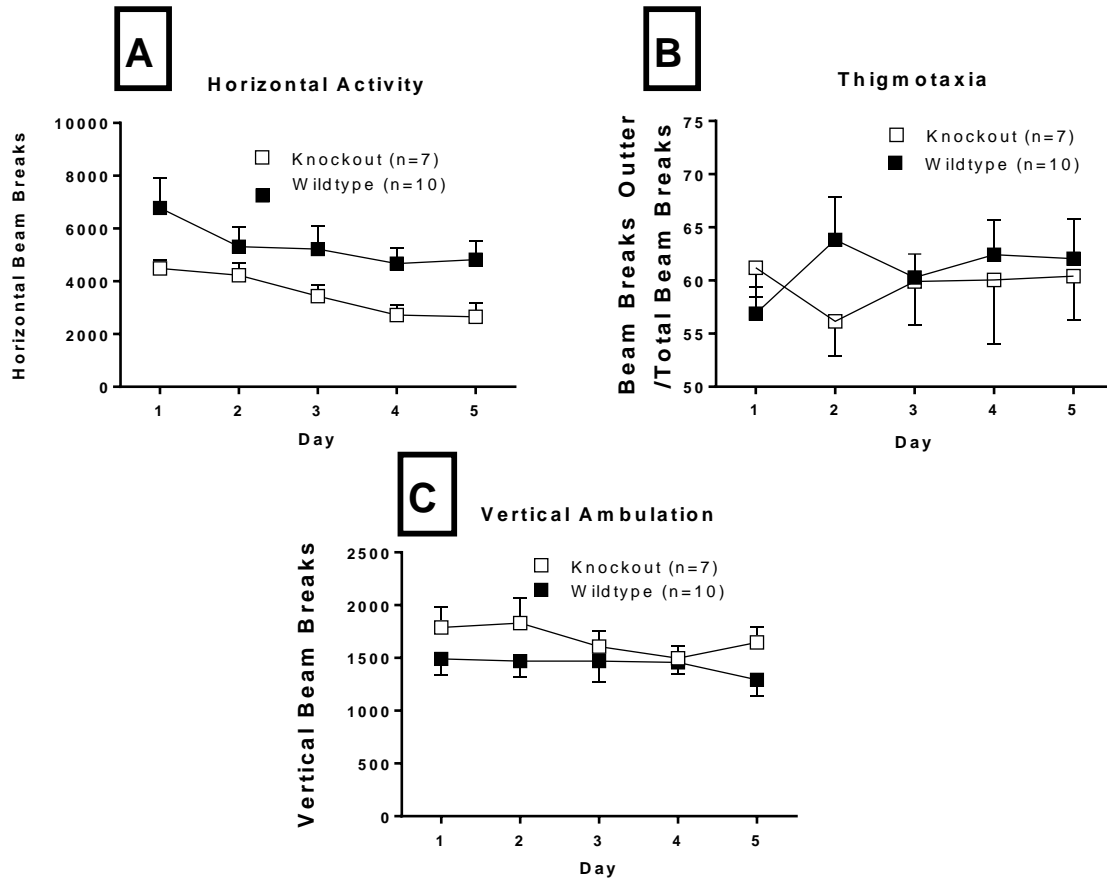 A
Horizontal Activity
Horizontal Beam Breaks
10000
8000
6000
4000
2000
0
Knockout (n=7)
Wildtype (n=10)
1 2 3 4 5
Day
B
Thigmotaxia
Beam Breaks Outter
/Total Beam Breaks
75
70
65
60
55
50
Knockout (n=7)
Wildtype (n=10)
1 2 3 4 5
Day
C
Vertical Ambulation
Vertical Beam Breaks
2500
2000
1500
1000
500
0
Knockout (n=7)
Wildtype (n=10)
1 2 3 4 5
Day